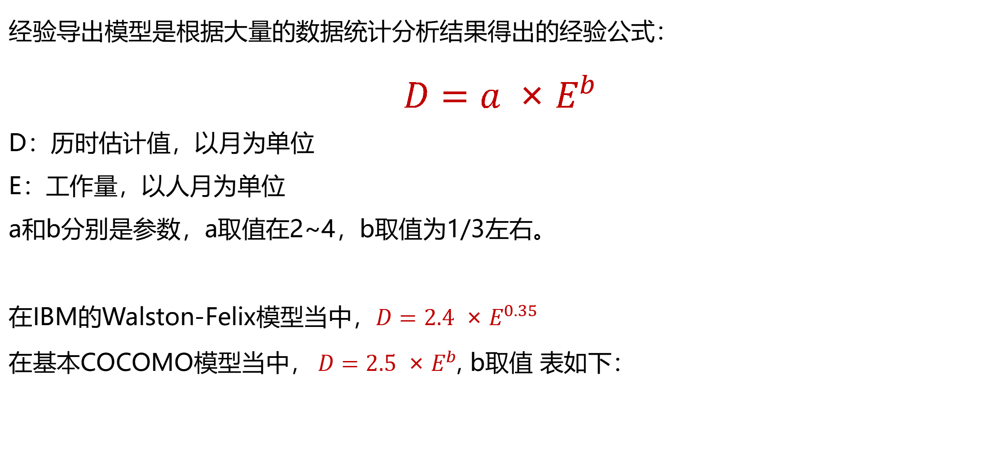 经验导出模型是根据大量的数据统计分析结果得出的经验公式：
D = a × E^b
D：历时估计值，以月为单位
E：工作量，以人月为单位
a和b分别是参数，a取值在2~4，b取值为1/3左右。
在IBM的Walston-Felix模型当中，D = 2.4 × E^0.35
在基本COCOMO模型当中， D = 2.5 × E^b, b取值 表如下：